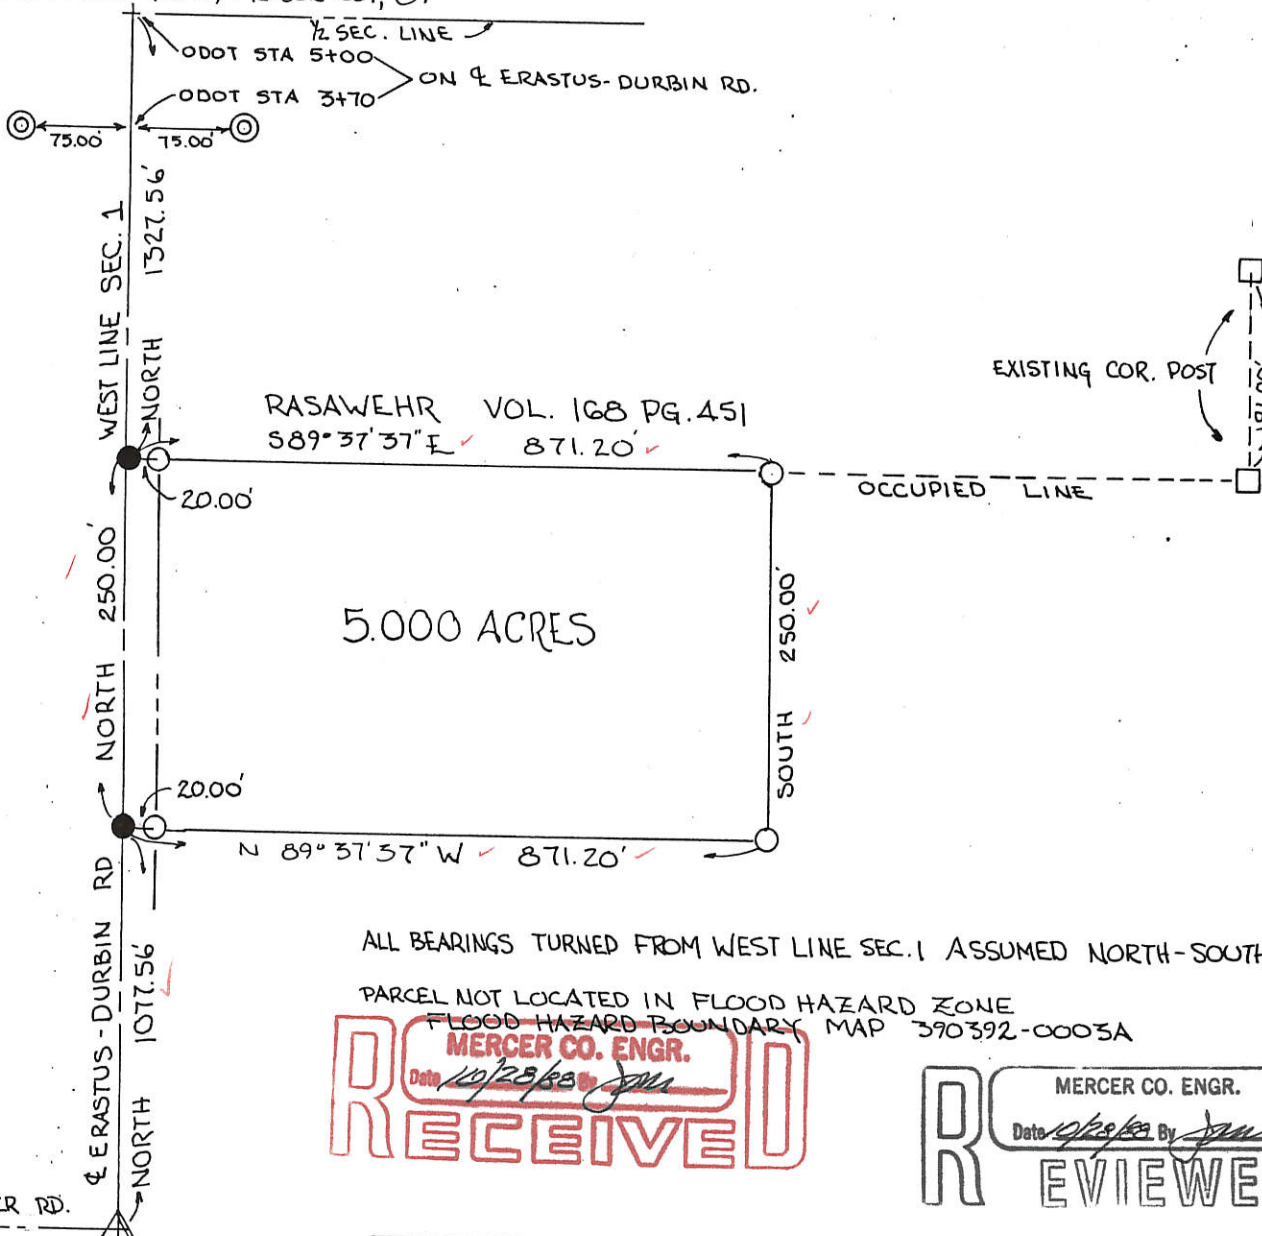 ½ SEC. LINE
ODOT STA 5+00
ON ℄ ERASTUS-DURBIN RD.
ODOT STA 3+70
75.00' 75.00'
WEST LINE SEC. 1
NORTH 1327.56'
EXISTING COR. POST
RASAWEHR VOL. 168 PG. 451
S 89° 37' 37" E 871.20'
20.00'
OCCUPIED LINE
NORTH 250.00'
5.000 ACRES
SOUTH 250.00'
20.00'
N 89° 37' 37" W 871.20'
℄ ERASTUS-DURBIN RD
NORTH 1077.56'
ALL BEARINGS TURNED FROM WEST LINE SEC. 1 ASSUMED NORTH-SOUTH
PARCEL NOT LOCATED IN FLOOD HAZARD ZONE
FLOOD HAZARD BOUNDARY MAP 390392-0003A
MERCER CO. ENGR.
Date 10/28/88 By
RECEIVED
MERCER CO. ENGR.
Date 10/28/88 By
REVIEWE
ER RD.